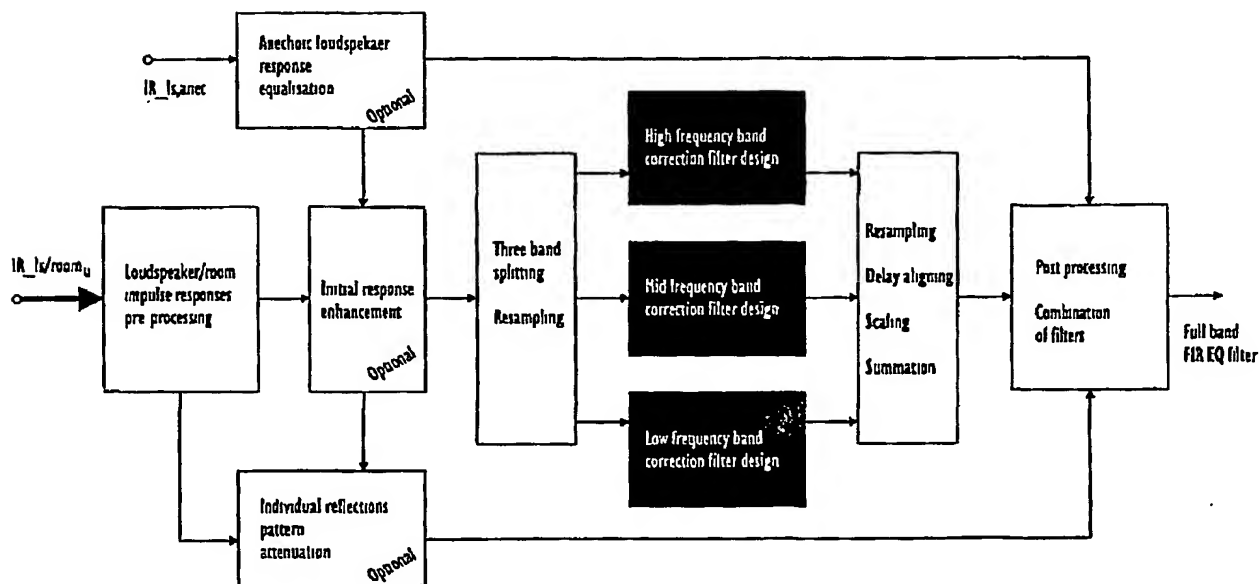 Anechoic loudspekaer
response
equalisation
Optional
IR_ls,anec
IR_ls/room_u
Loudspeaker/room
impulse responses
pre processing
Initial response
enhancement
Optional
Three band
splitting
Resampling
High frequency band
correction filter design
Mid frequency band
correction filter design
Low frequency band
correction filter design
Resampling
Delay aligning
Scaling
Summation
Post processing
Combination
of filters
Full band
FIR EQ filter
Individual reflections
pattern
attenuation
Optional